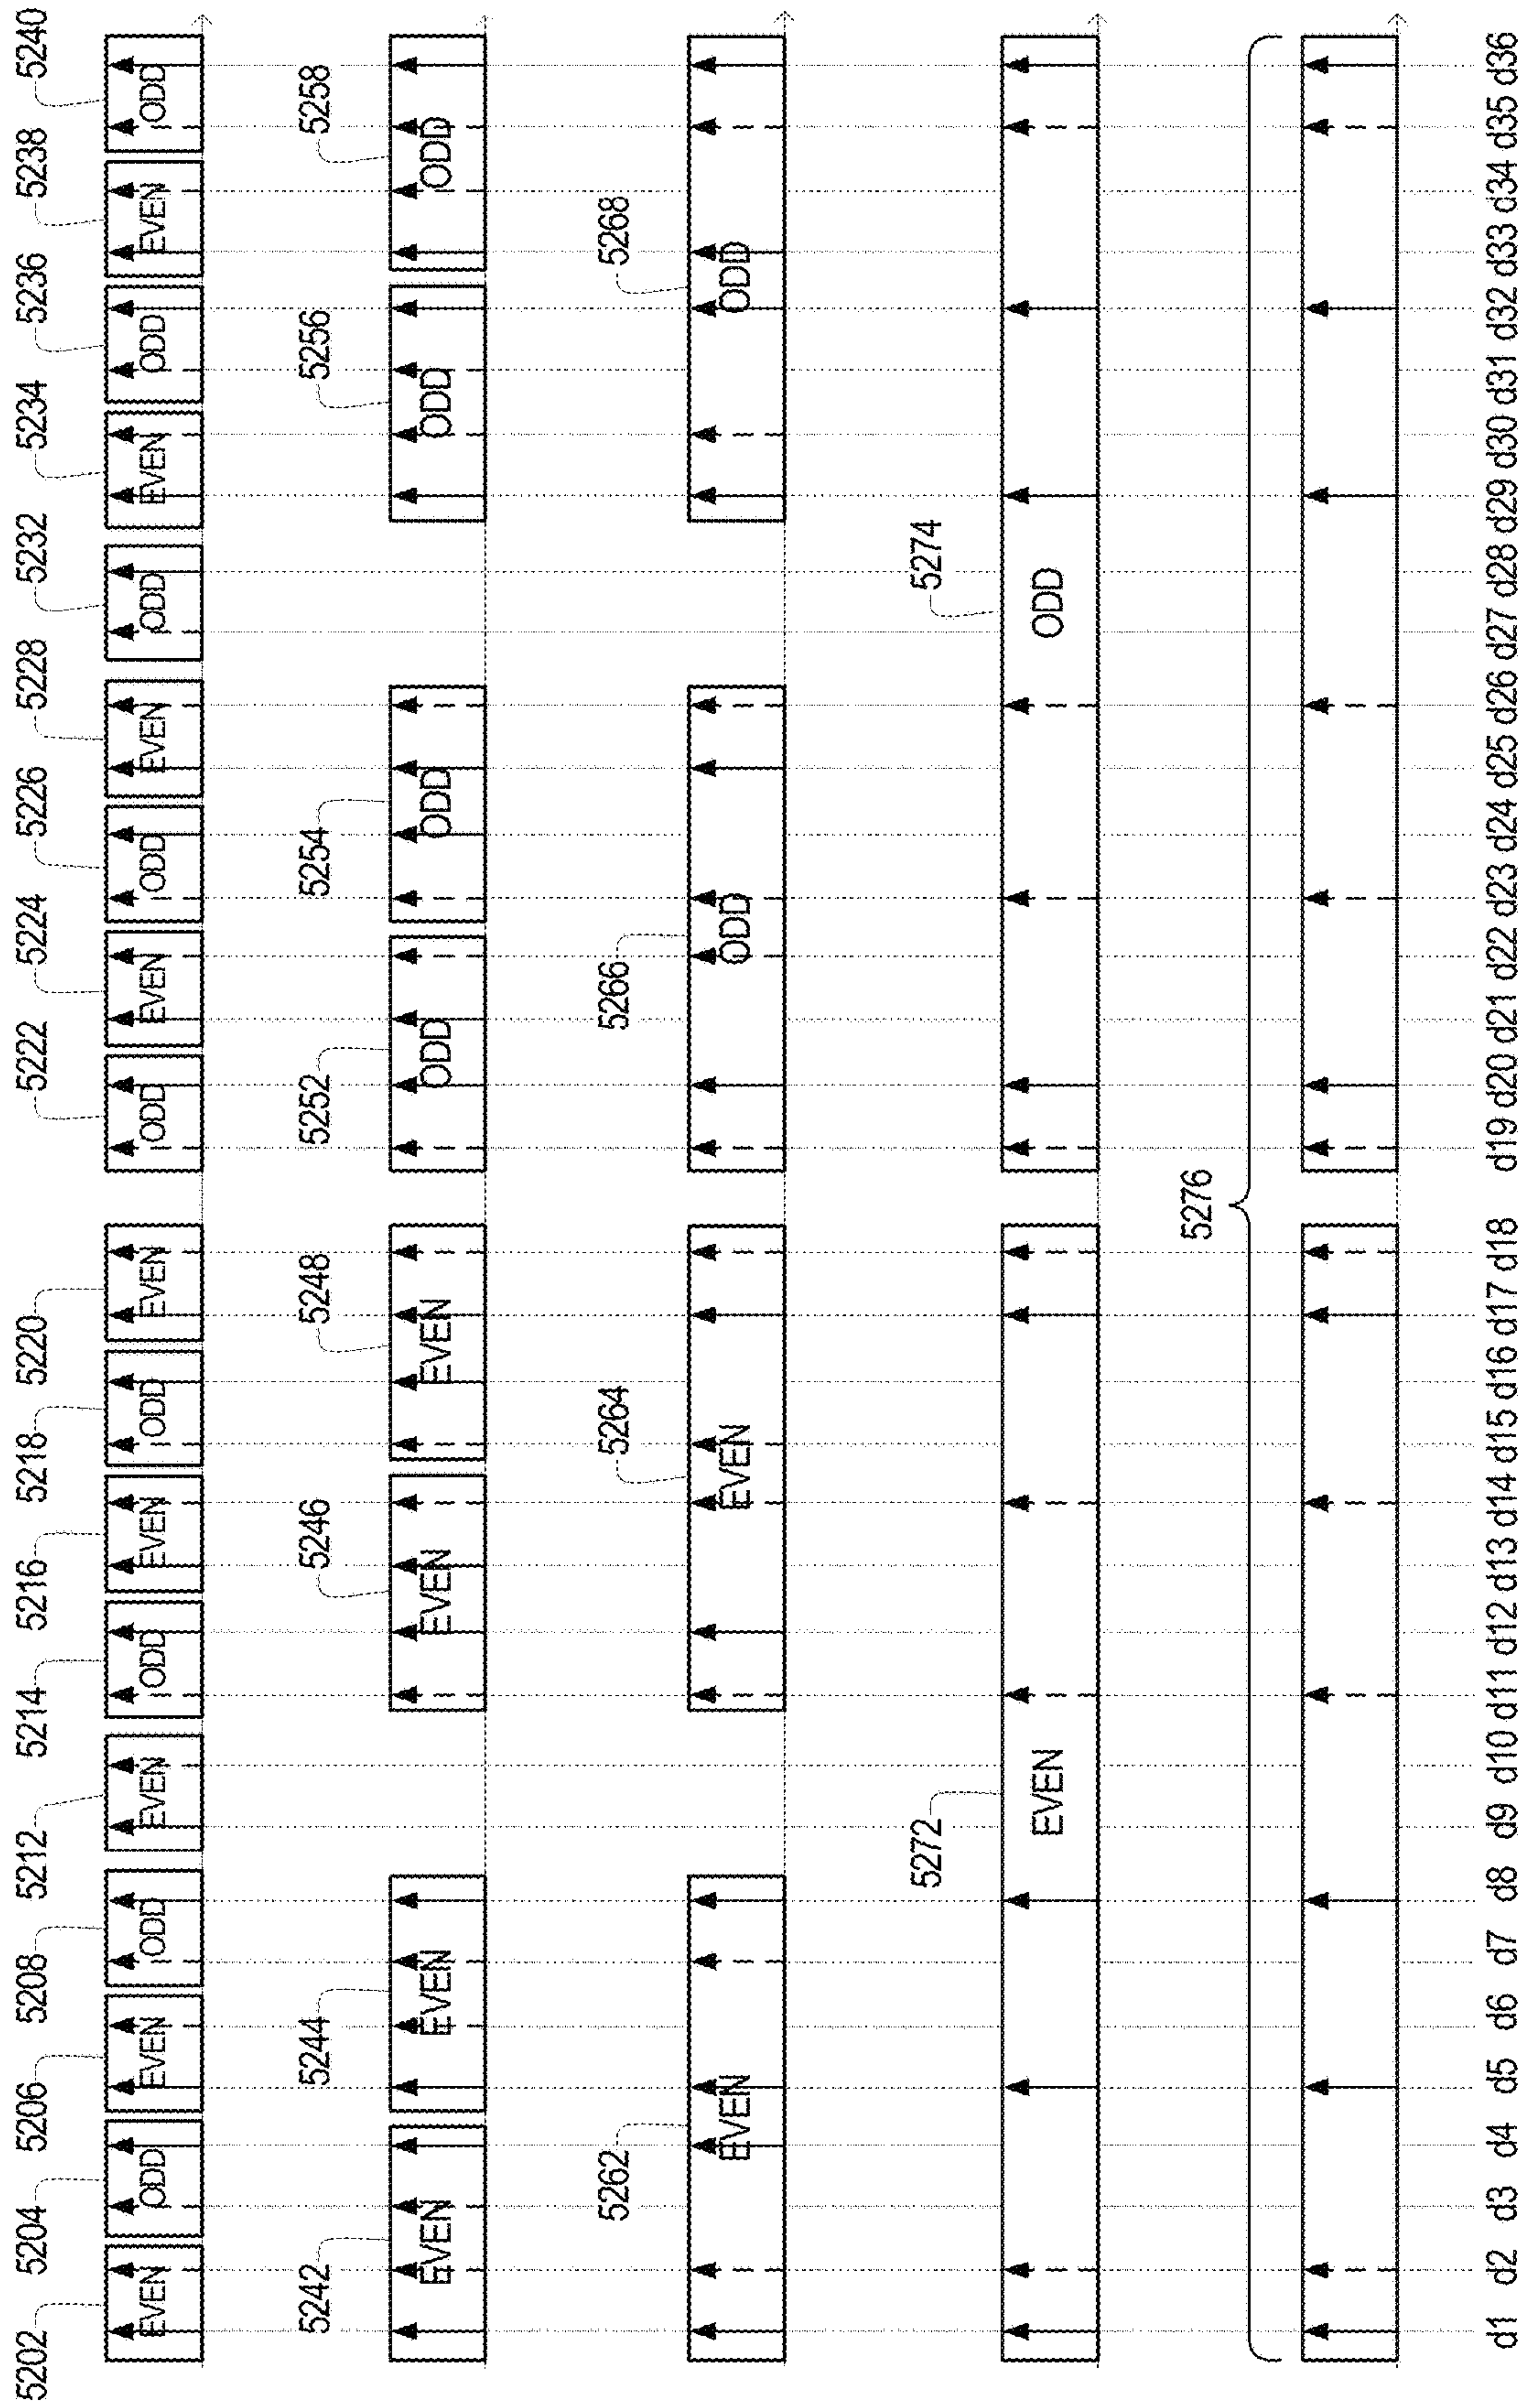 5202 5204 5206 5208 5212 5214 5216 5218 5220 5222 5224 5226 5228 5232 5234 5236 5238 5240
EVEN ODD EVEN ODD EVEN ODD EVEN ODD EVEN ODD EVEN ODD EVEN ODD EVEN ODD EVEN ODD
5242 5244 5246 5248 5252 5254 5256 5258
EVEN EVEN EVEN EVEN ODD ODD ODD ODD
5262 5264 5266 5268
EVEN EVEN ODD ODD
5272 5274
EVEN ODD
5276
d1 d2 d3 d4 d5 d6 d7 d8 d9 d10 d11 d12 d13 d14 d15 d16 d17 d18 d19 d20 d21 d22 d23 d24 d25 d26 d27 d28 d29 d30 d31 d32 d33 d34 d35 d36